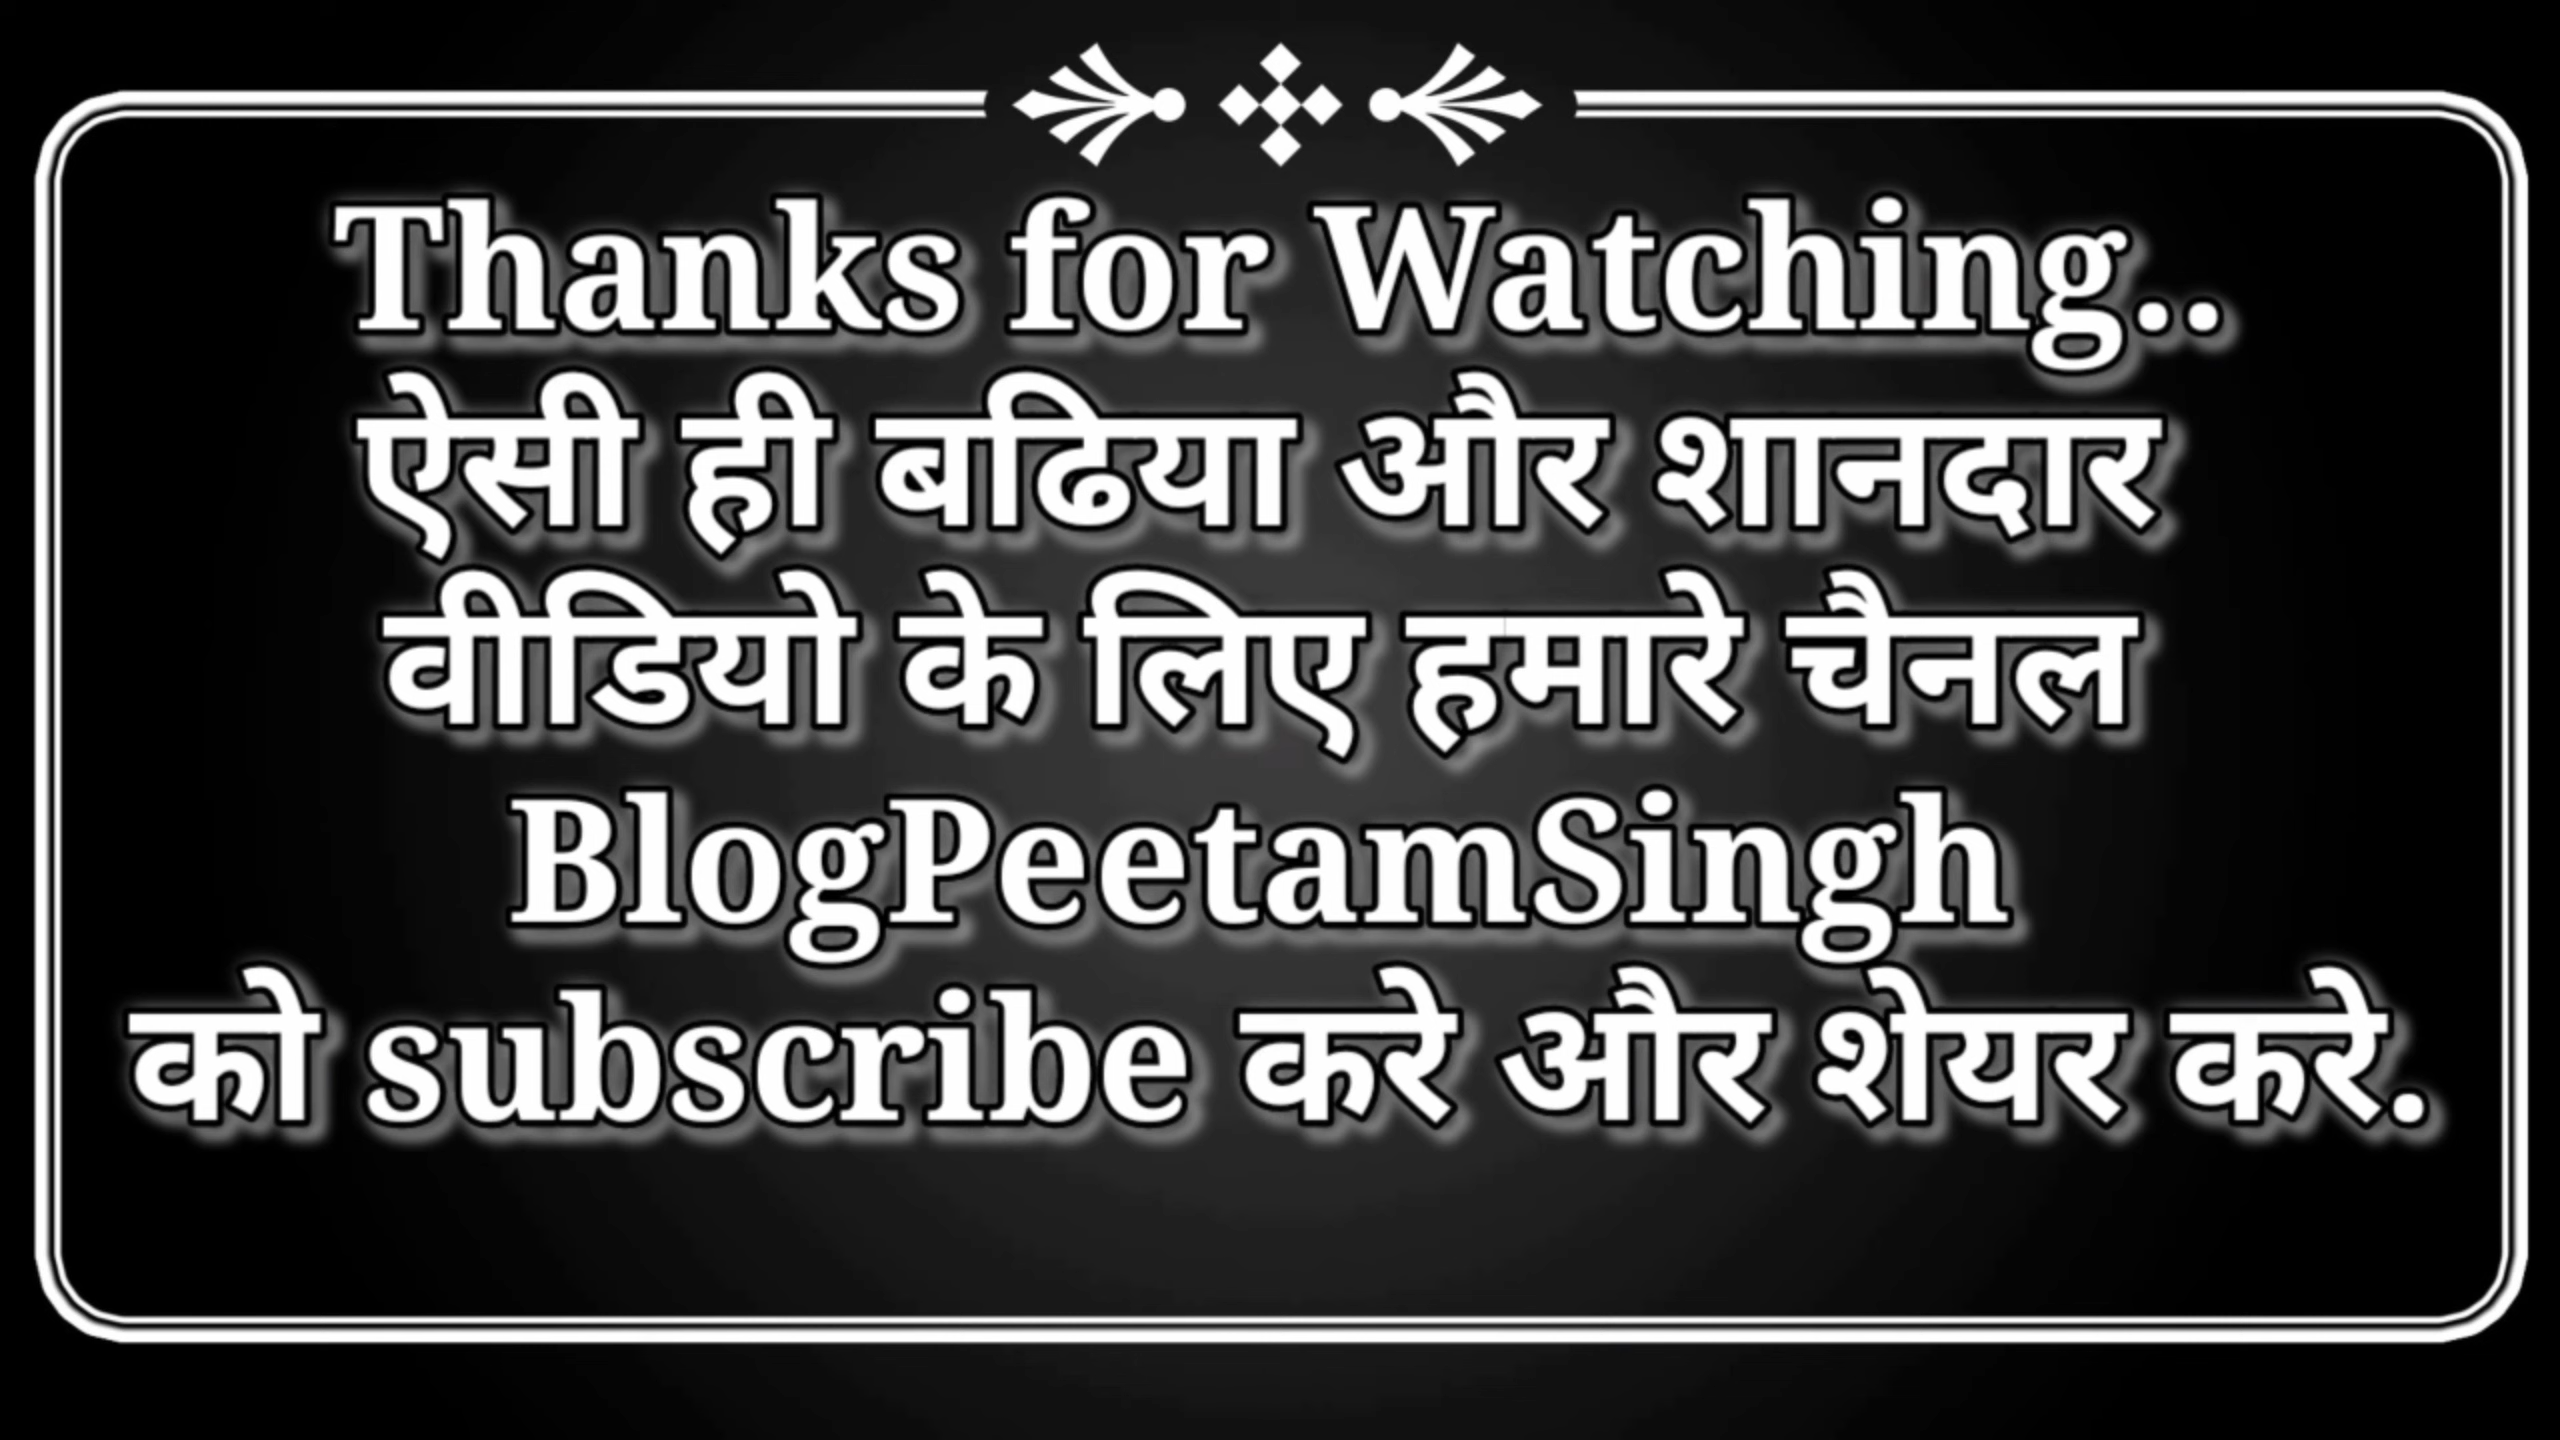 Thanks for Watching..
ऐसी ही बढिया और शानदार
वीडियो के लिए हमारे चैनल
BlogPeetamSingh
को subscribe करे और शेयर करे.